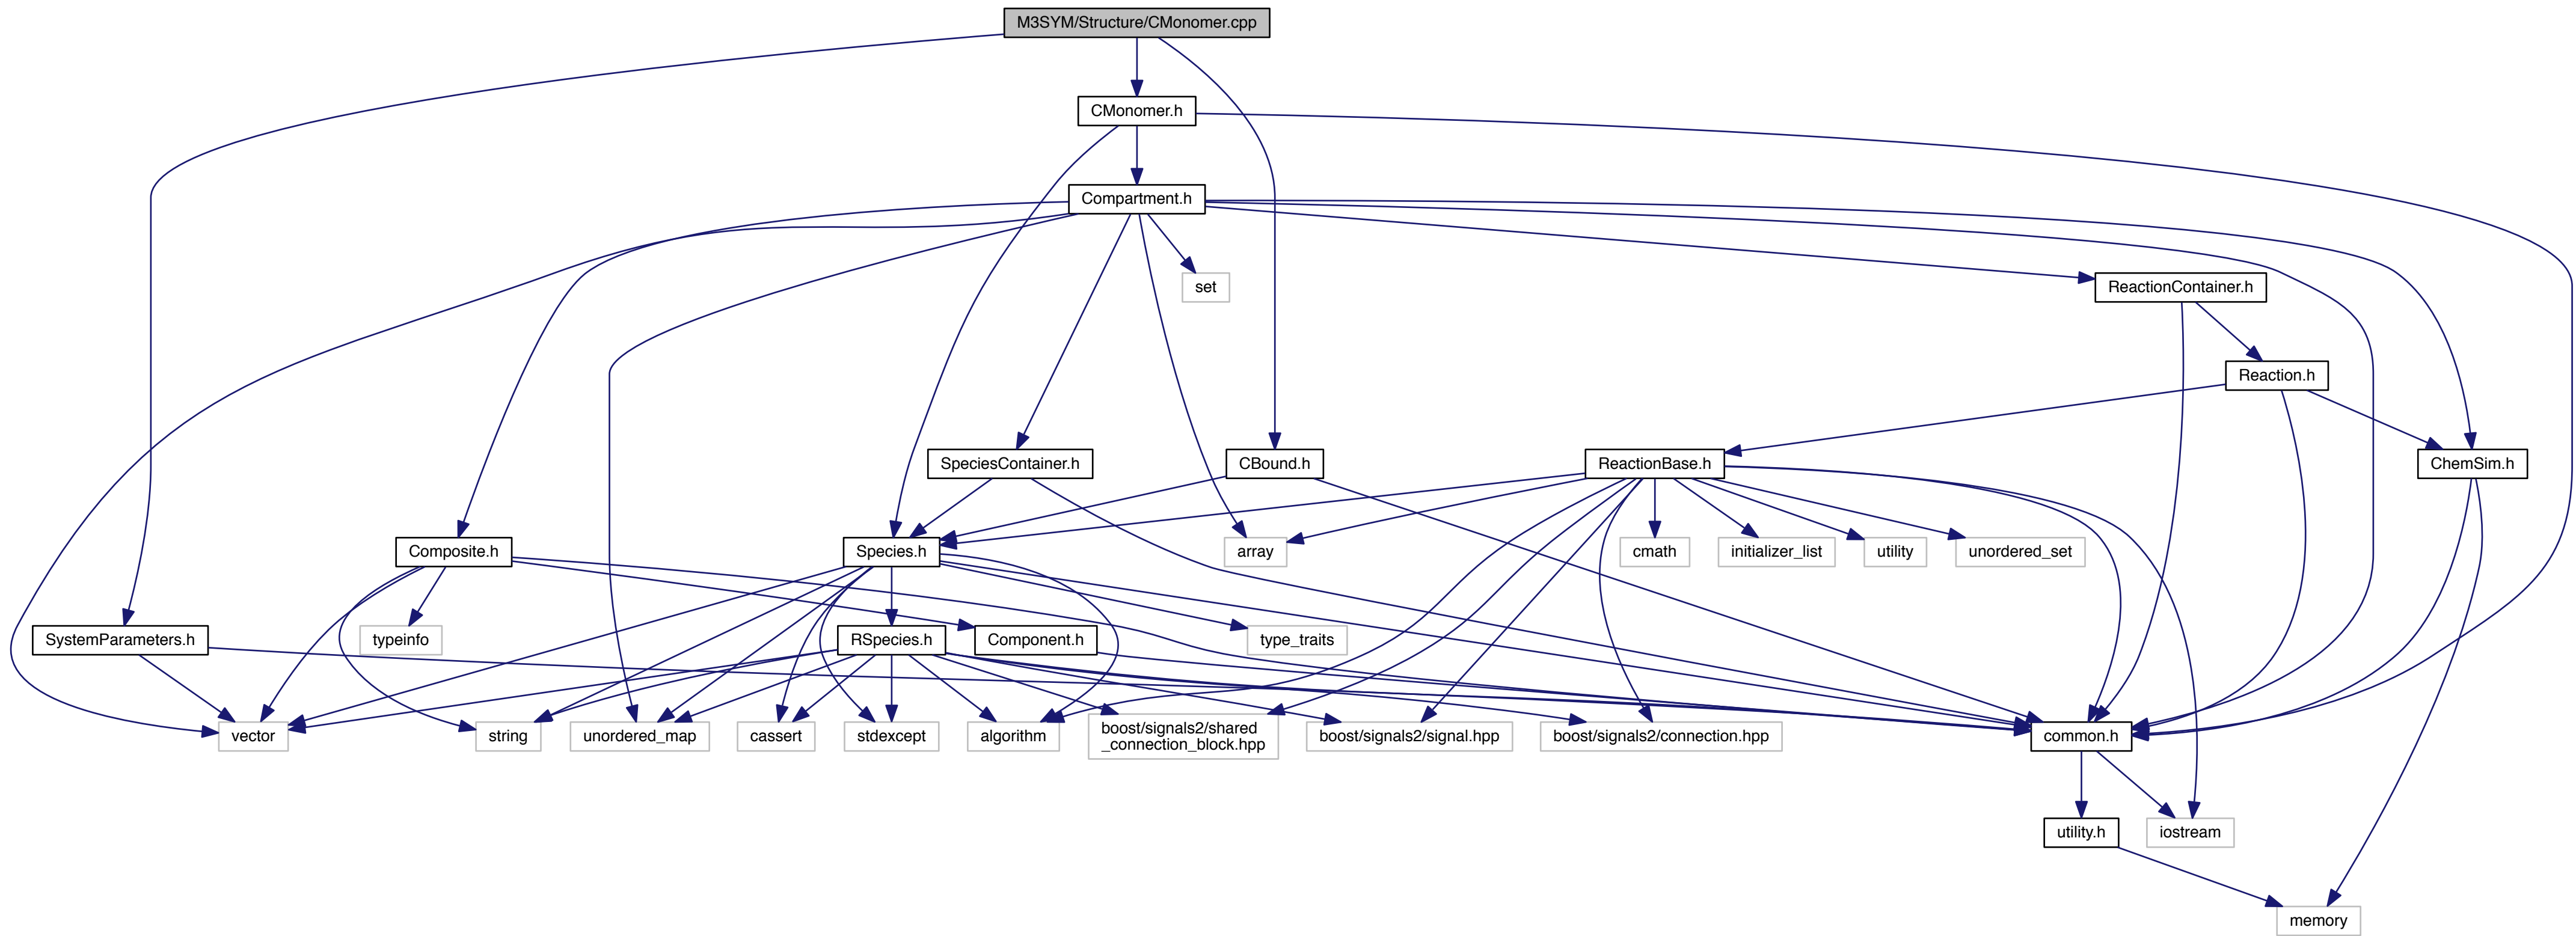 M3SYM/Structure/CMonomer.cpp
CMonomer.h
Compartment.h
set
ReactionContainer.h
Reaction.h
SpeciesContainer.h
CBound.h
ReactionBase.h
ChemSim.h
Composite.h
Species.h
array
cmath
initializer_list
utility
unordered_set
SystemParameters.h
typeinfo
RSpecies.h
Component.h
type_traits
vector
string
unordered_map
cassert
stdexcept
algorithm
boost/signals2/shared
_connection_block.hpp
boost/signals2/signal.hpp
boost/signals2/connection.hpp
common.h
utility.h
iostream
memory